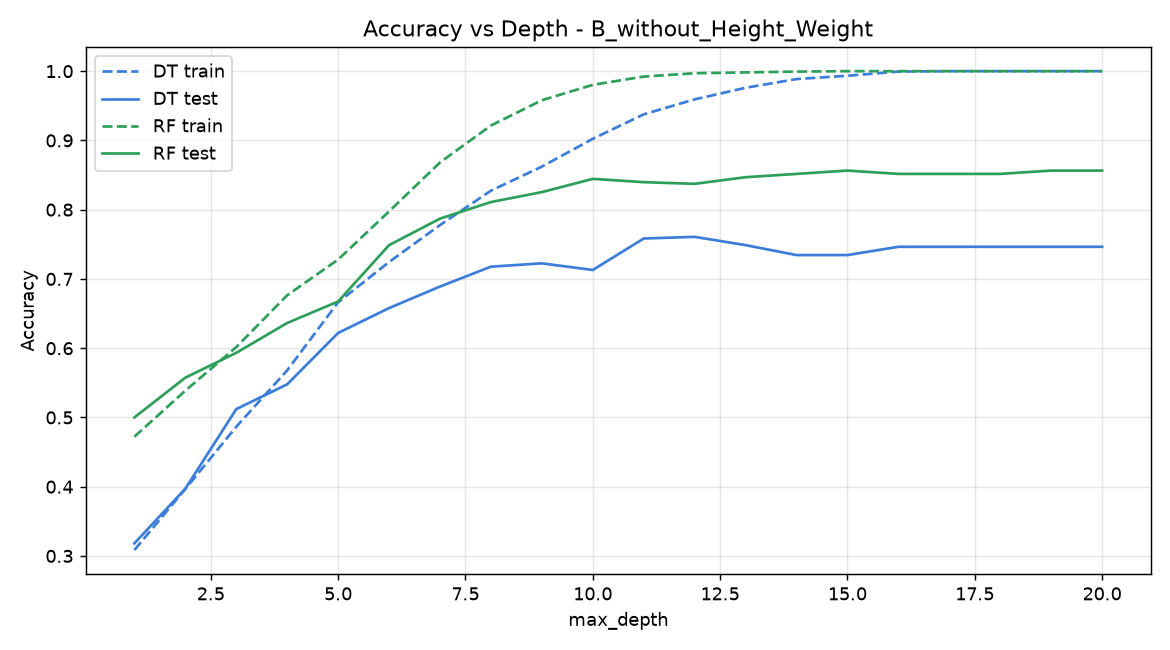 Accuracy vs Depth - B_without_Height_Weight
DT train
DT test
RF train
RF test
Accuracy
1.0
0.9
0.8
0.7
0.6
0.5
0.4
0.3
2.5 5.0 7.5 10.0 12.5 15.0 17.5 20.0
max_depth